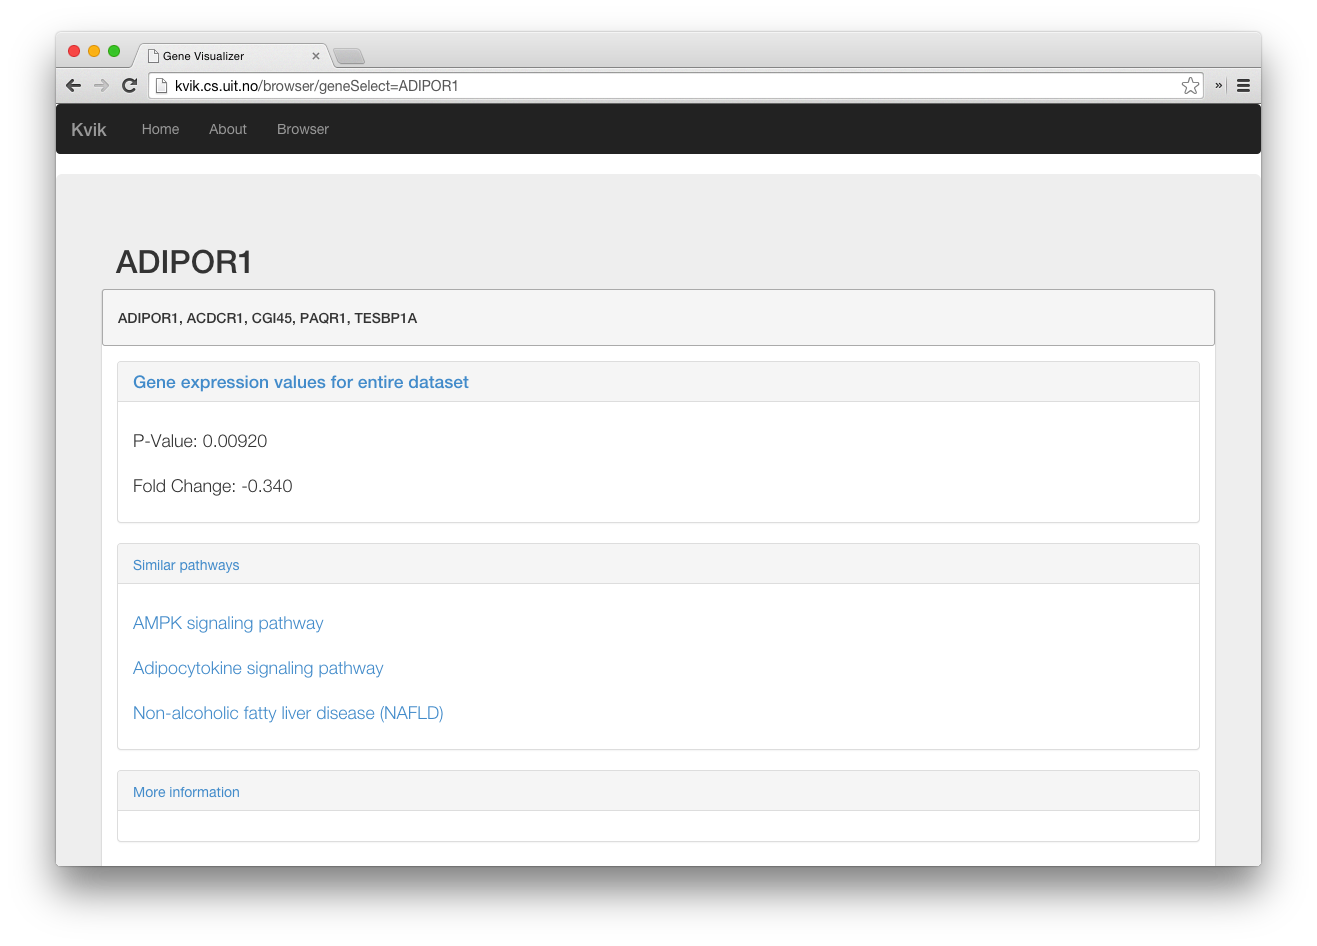 Gene Visualizer
kvik.cs.uit.no/browser/geneSelect=ADIPOR1
Kvik Home About Browser
ADIPOR1
ADIPOR1, ACDCR1, CGI45, PAQR1, TESBP1A
Gene expression values for entire dataset
P-Value: 0.00920
Fold Change: -0.340
Similar pathways
AMPK signaling pathway
Adipocytokine signaling pathway
Non-alcoholic fatty liver disease (NAFLD)
More information